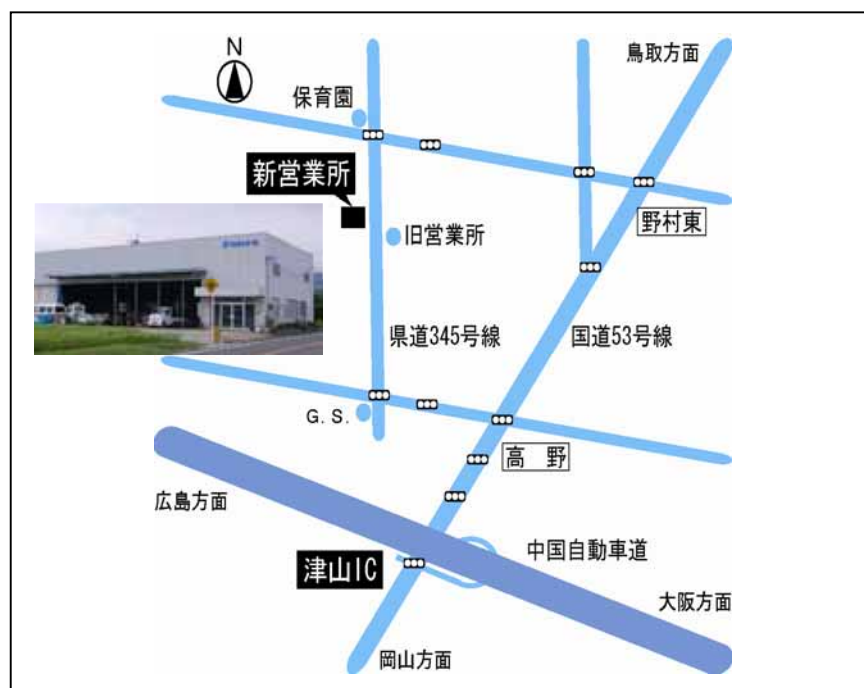 N
鳥取方面
保育園
新営業所
野村東
旧営業所
県道345号線
国道53号線
G. S.
高 野
広島方面
中国自動車道
津山IC
大阪方面
岡山方面